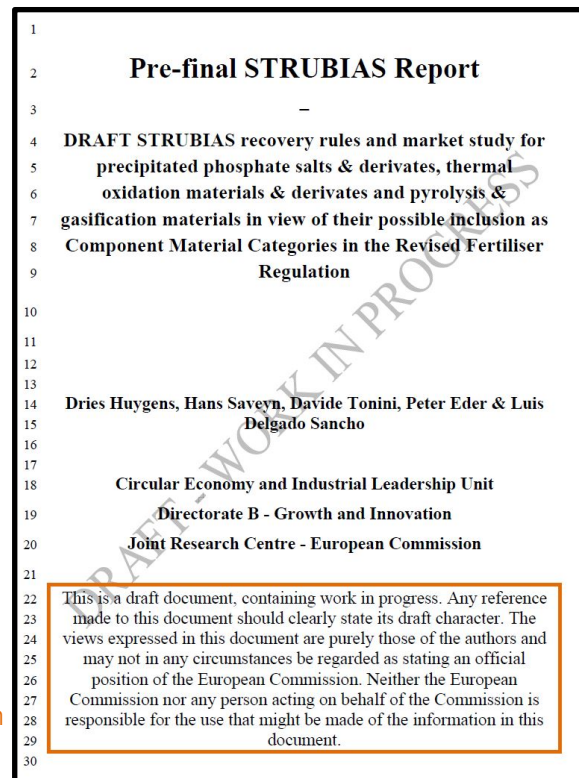 1
2 Pre-final STRUBIAS Report
3 –
4 DRAFT STRUBIAS recovery rules and market study for
5 precipitated phosphate salts & derivates, thermal
6 oxidation materials & derivates and pyrolysis &
7 gasification materials in view of their possible inclusion as
8 Component Material Categories in the Revised Fertiliser
9 Regulation
10
11
12
13
14 Dries Huygens, Hans Saveyn, Davide Tonini, Peter Eder & Luis
15 Delgado Sancho
16
17
18 Circular Economy and Industrial Leadership Unit
19 Directorate B - Growth and Innovation
20 Joint Research Centre - European Commission
21
22 This is a draft document, containing work in progress. Any reference
23 made to this document should clearly state its draft character. The
24 views expressed in this document are purely those of the authors and
25 may not in any circumstances be regarded as stating an official
26 position of the European Commission. Neither the European
27 Commission nor any person acting on behalf of the Commission is
28 responsible for the use that might be made of the information in this
29 document.
30
DRAFT - WORK IN PROGRESS